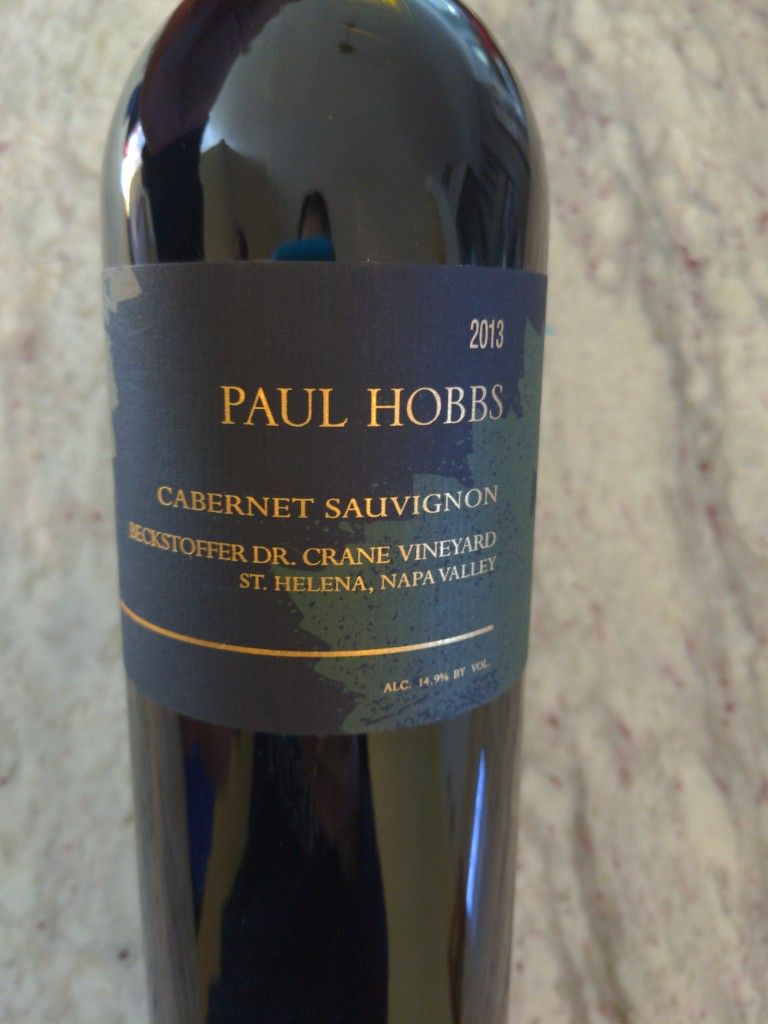 2013
PAUL HOBBS
CABERNET SAUVIGNON
BECKSTOFFER DR. CRANE VINEYARD
ST. HELENA, NAPA VALLEY
ALC. 14.9% BY VOL.